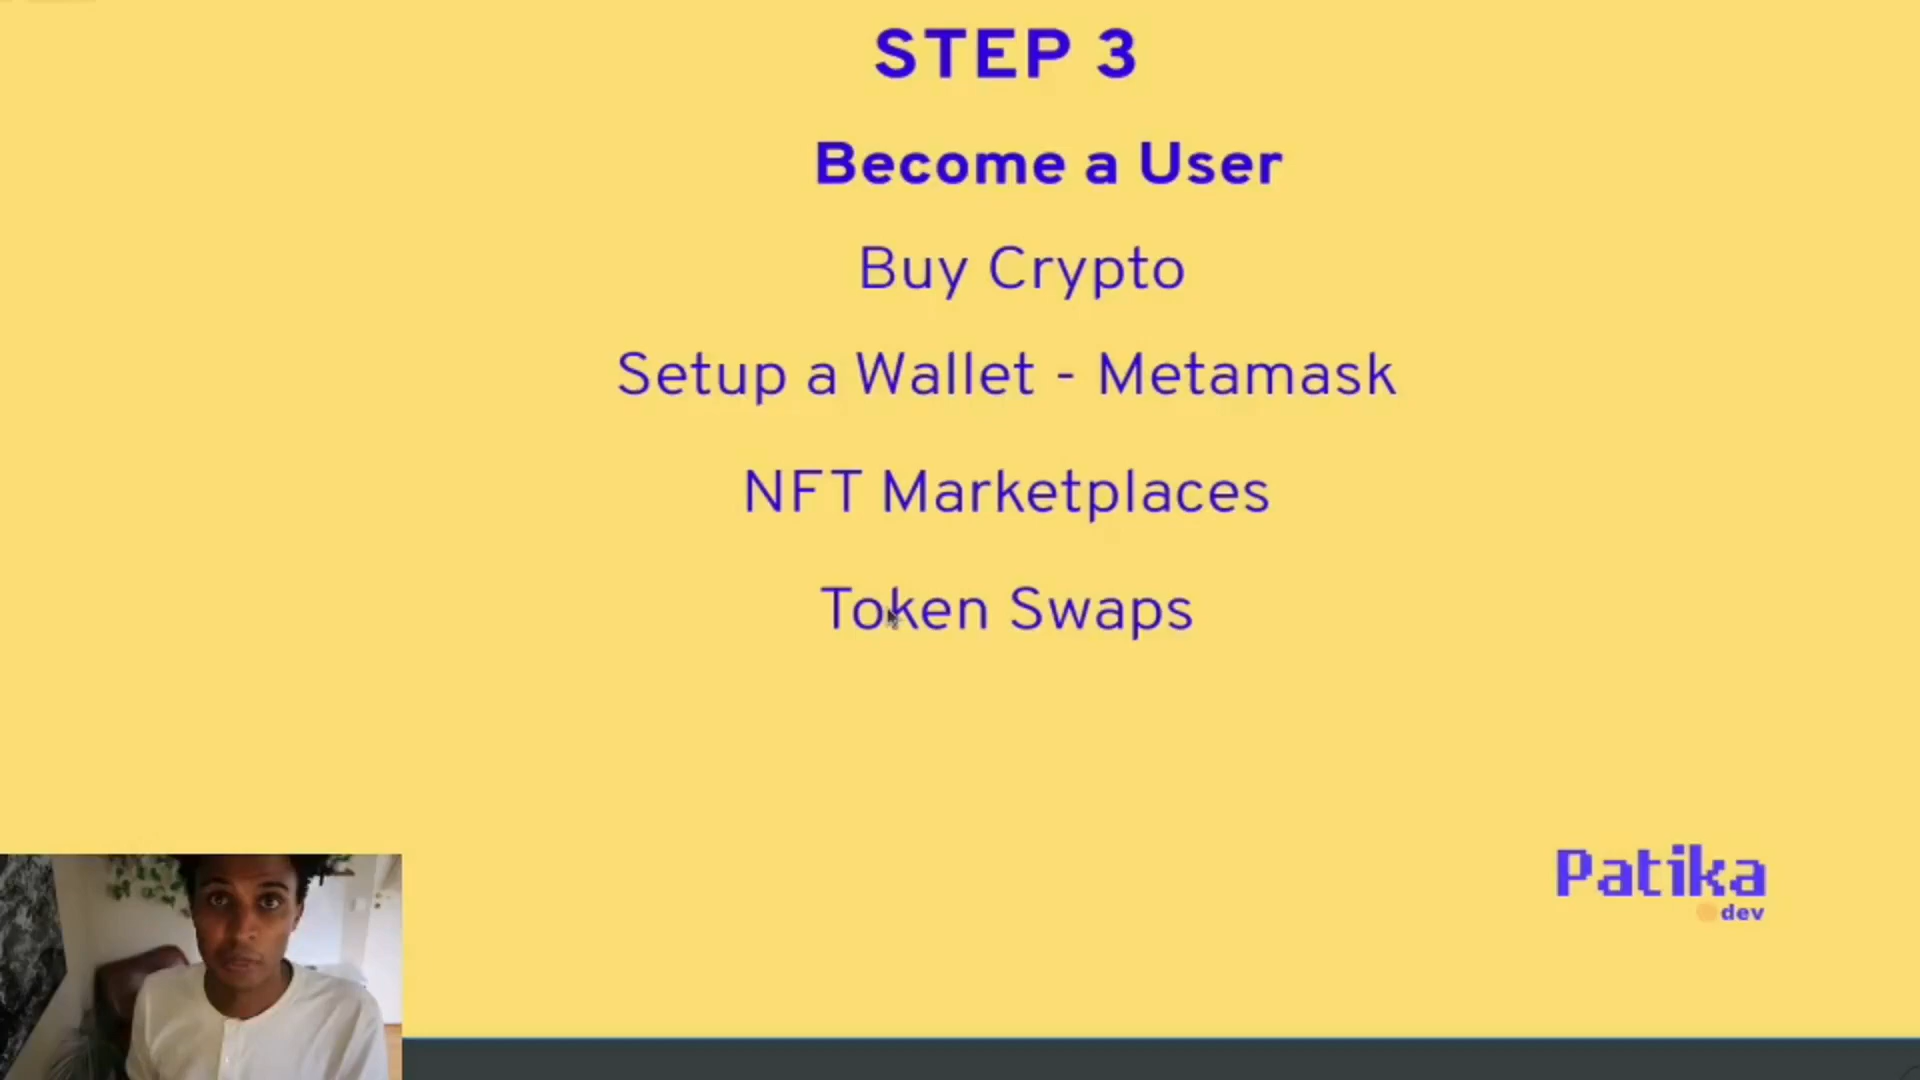 STEP 3
Become a User
Buy Crypto
Setup a Wallet - Metamask
NFT Marketplaces
Token Swaps
Patika
dev